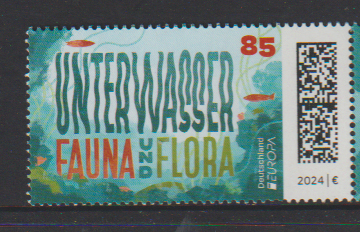 85
UNTERWASSER
FAUNA UND FLORA
Deutschland
EUROPA
2024 | €